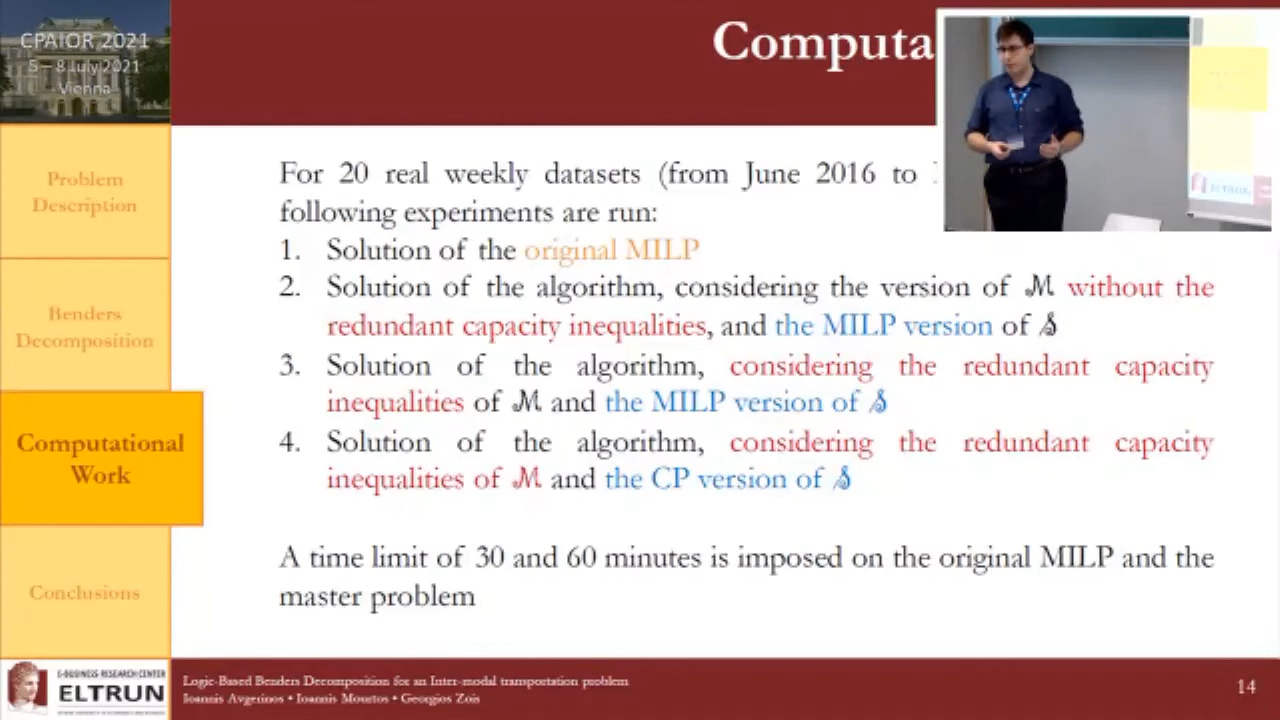 CPAIOR 2021
5 – 8 July 2021
Vienna
Computa
Problem
Description
Benders
Decomposition
Computational
Work
Conclusions
For 20 real weekly datasets (from June 2016 to
following experiments are run:
1. Solution of the original MILP
2. Solution of the algorithm, considering the version of ℳ without the
redundant capacity inequalities, and the MILP version of 𝒮
3. Solution of the algorithm, considering the redundant capacity
inequalities of ℳ and the MILP version of 𝒮
4. Solution of the algorithm, considering the redundant capacity
inequalities of ℳ and the CP version of 𝒮
A time limit of 30 and 60 minutes is imposed on the original MILP and the
master problem
E-BUSINESS RESEARCH CENTER
ELTRUN
Logic-Based Benders Decomposition for an Inter-modal transportation problem
Ioannis Avgerinos • Ioannis Mourtos • Georgios Zois
14
ELTRUN